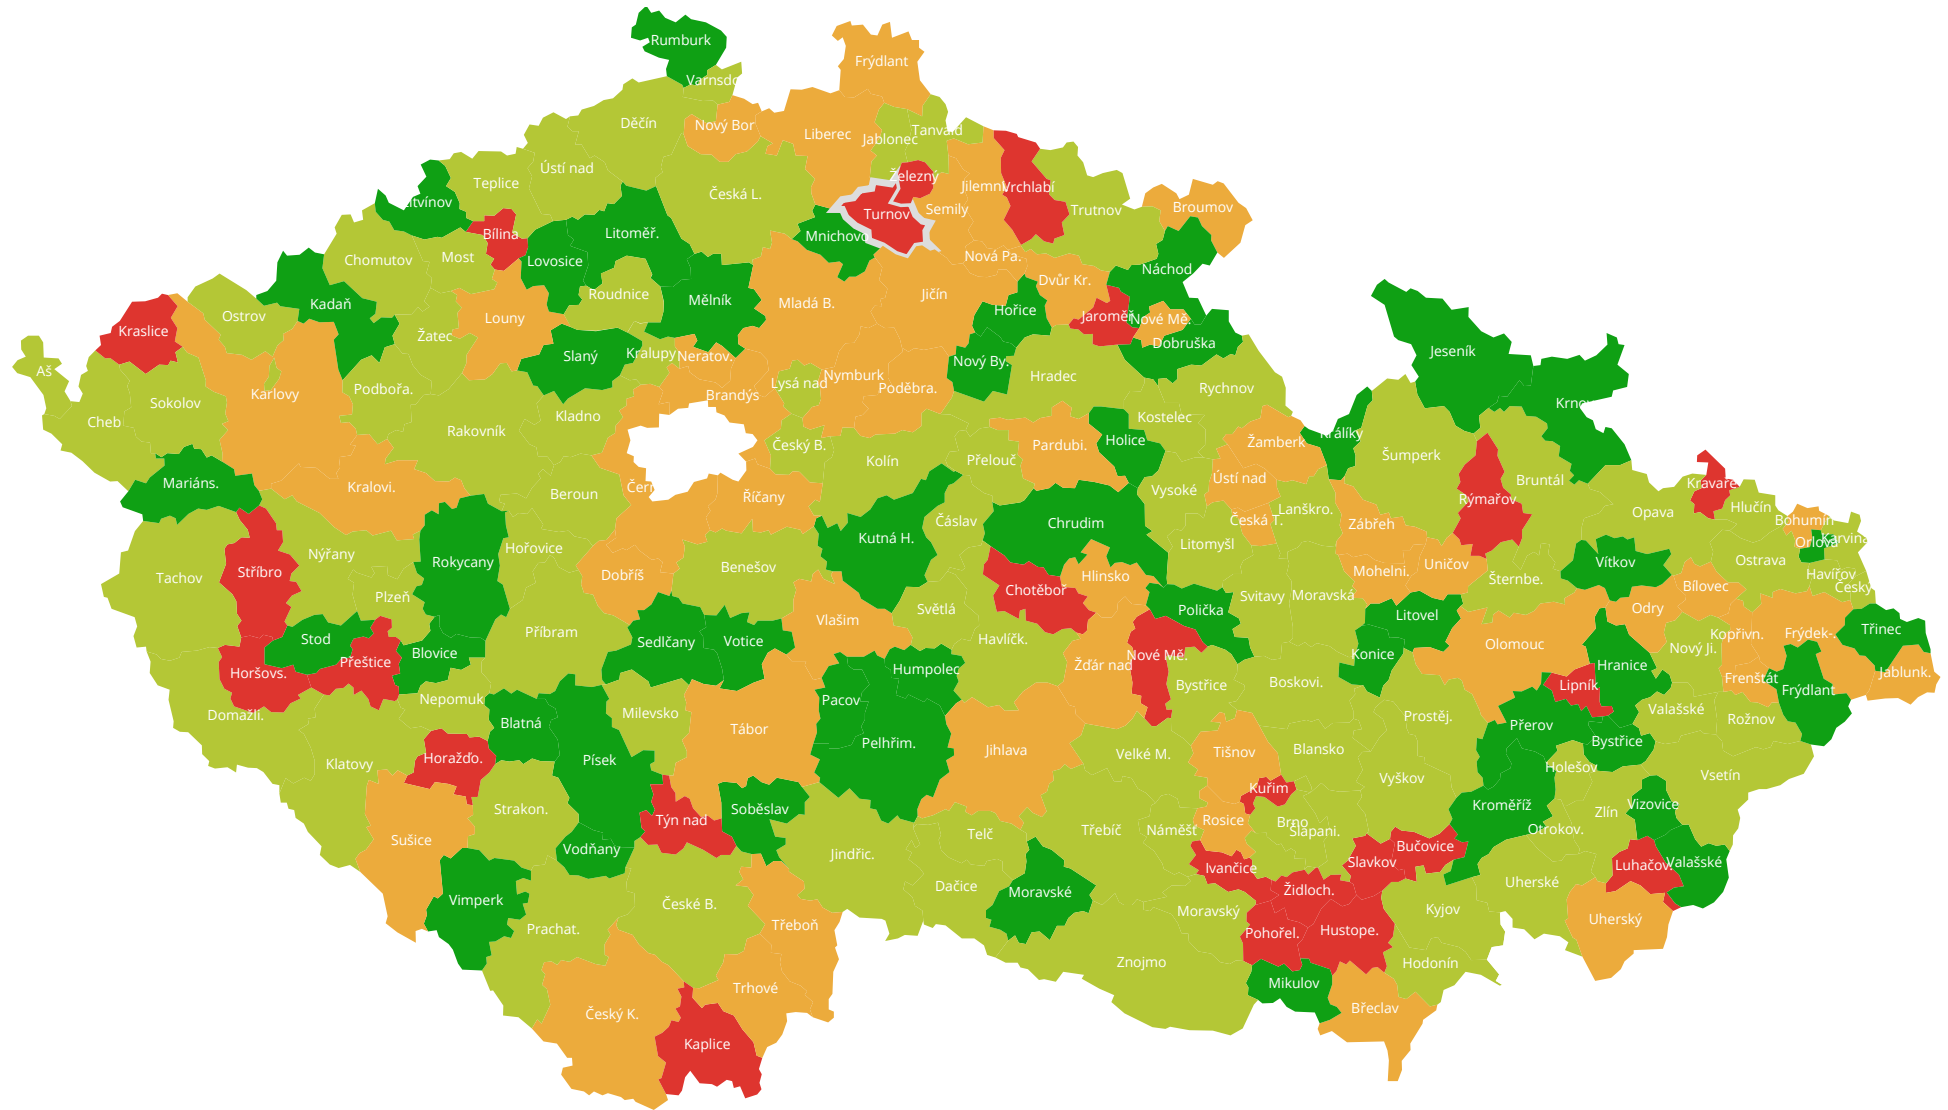 Rumburk
Frýdlant
Varnsdo
Děčín
Nový Bor
Liberec
Jablonec
Tanvald
Ústí nad
Teplice
Česká L.
Železný
Jilemni
Vrchlabí
Litvínov
Turnov
Semily
Trutnov
Broumov
Bílina
Litoměř.
Mnichovo
Chomutov
Most
Lovosice
Nová Pa.
Náchod
Kadaň
Roudnice
Mělník
Mladá B.
Jičín
Dvůr Kr.
Ostrov
Louny
Hořice
Jaroměř
Nové Mě.
Kraslice
Žatec
Slaný
Kralupy
Neratov.
Dobruška
Jeseník
Aš
Nový By.
Sokolov
Karlovy
Podbořa.
Lysá nad
Nymburk
Poděbra.
Hradec
Rychnov
Brandýs
Krnov
Cheb
Rakovník
Kladno
Kostelec
Český B.
Kolín
Přelouč
Pardubi.
Holice
Žamberk
Králíky
Šumperk
Mariáns.
Kralovi.
Beroun
Čern
Říčany
Vysoké
Ústí nad
Rýmařov
Bruntál
Kravaře
Hlučín
Čáslav
Chrudim
Česká T.
Lanškro.
Zábřeh
Opava
Bohumín
Nýřany
Hořovice
Kutná H.
Litomyšl
Orlová
Karviná
Tachov
Stříbro
Rokycany
Dobříš
Benešov
Hlinsko
Mohelni.
Uničov
Šternbe.
Vítkov
Ostrava
Havířov
Český
Plzeň
Chotěboř
Svitavy
Moravská
Bílovec
Světlá
Polička
Litovel
Odry
Vlašim
Příbram
Sedlčany
Votice
Havlíčk.
Stod
Přeštice
Blovice
Nové Mě.
Konice
Olomouc
Kopřivn.
Frýdek-.
Třinec
Nový Ji.
Horšovs.
Humpolec
Žďár nad
Bystřice
Boskovi.
Lipník
Hranice
Frenštát
Frýdlant
Jablunk.
Nepomuk
Pacov
Domažli.
Blatná
Milevsko
Tábor
Prostěj.
Přerov
Valašské
Rožnov
Klatovy
Horažďo.
Písek
Pelhřim.
Jihlava
Velké M.
Tišnov
Blansko
Bystřice
Holešov
Vsetín
Vyškov
Kuřim
Strakon.
Soběslav
Kroměříž
Vizovice
Sušice
Týn nad
Telč
Třebíč
Náměšť
Rosice
Brno
Šlapani.
Zlín
Otrokov.
Vodňany
Jindřic.
Bučovice
Ivančice
Slavkov
Luhačov.
Valašské
Vimperk
Dačice
Moravské
Židloch.
Uherské
České B.
Moravský
Kyjov
Prachat.
Třeboň
Pohořel.
Hustope.
Uherský
Znojmo
Hodonín
Trhové
Mikulov
Český K.
Břeclav
Kaplice